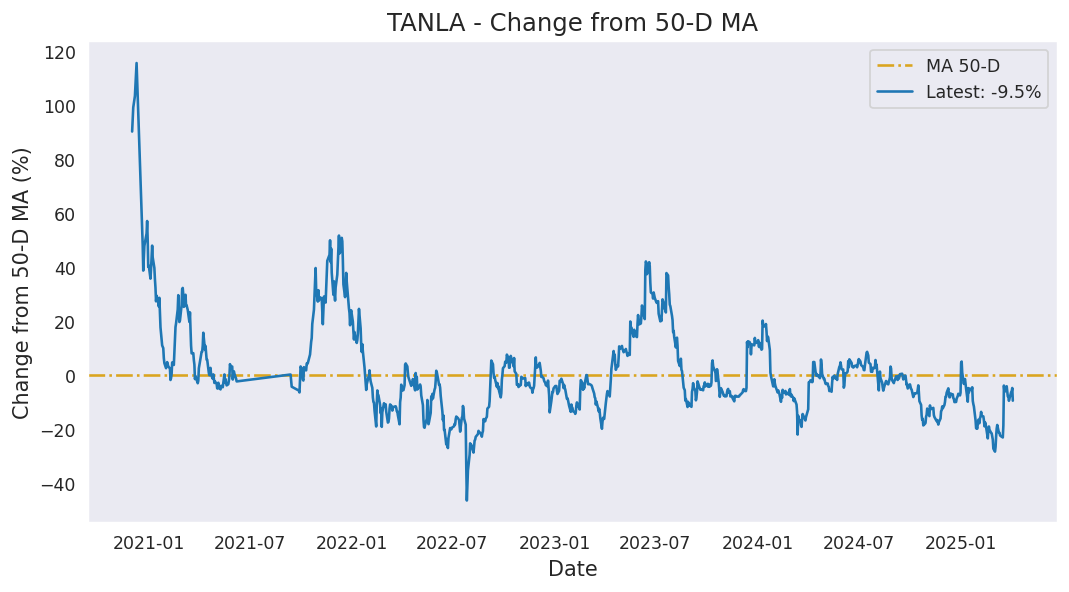 TANLA - Change from 50-D MA
MA 50-D
Latest: -9.5%
Change from 50-D MA (%)
120
100
80
60
40
20
0
−20
−40
2021-01 2021-07 2022-01 2022-07 2023-01 2023-07 2024-01 2024-07 2025-01
Date